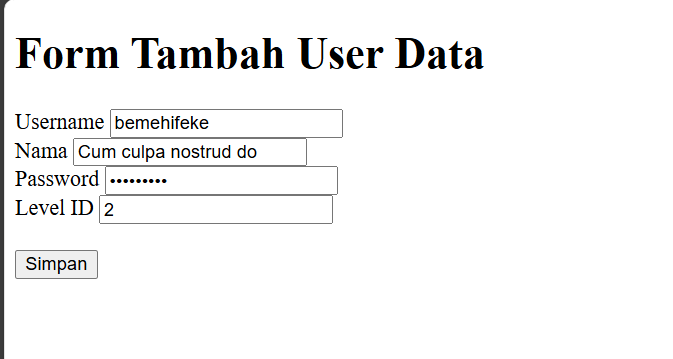 Form Tambah User Data
Username bemehifeke
Nama Cum culpa nostrud do
Password •••••••••
Level ID 2
Simpan